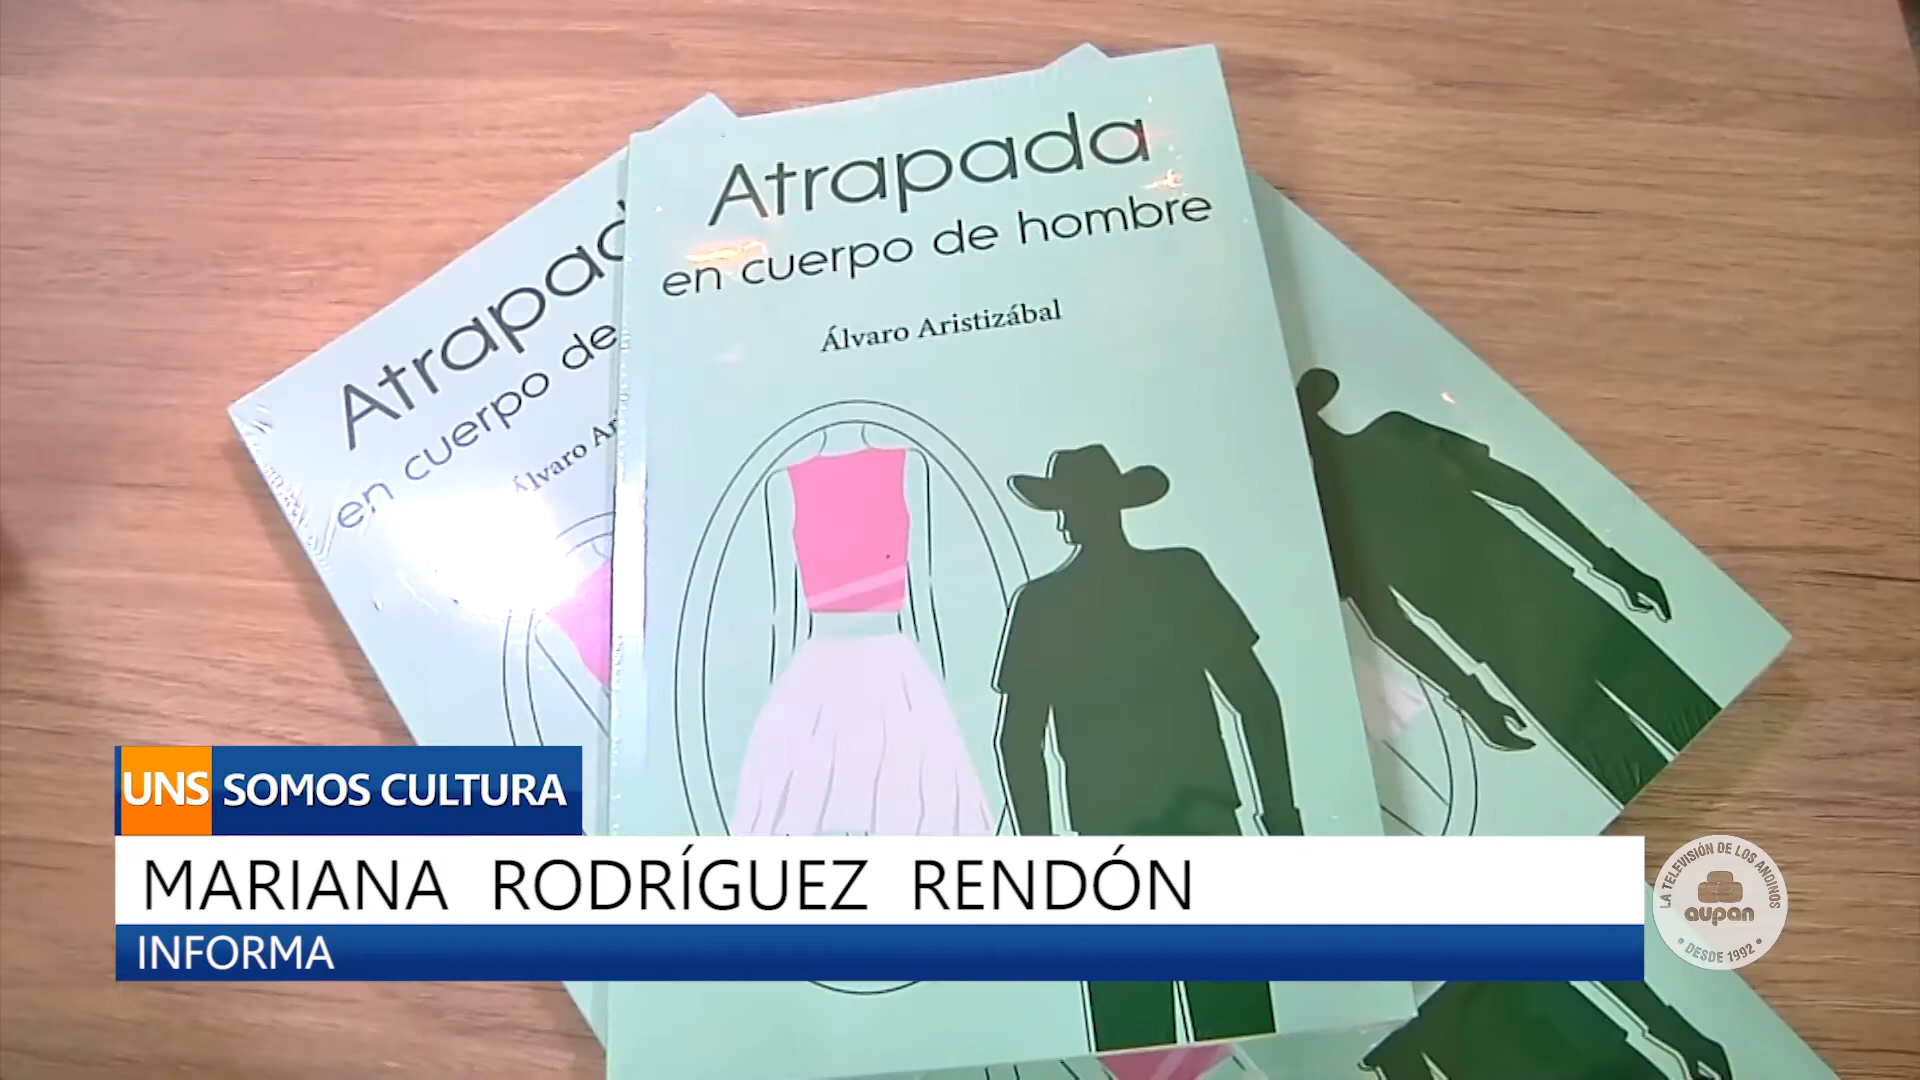 Atrapada
en cuerpo de hombre
Álvaro Aristizábal
Atrapad
en cuerpo de
Álvaro Ar
UNS SOMOS CULTURA
MARIANA RODRÍGUEZ RENDÓN
INFORMA
LA TELEVISIÓN DE LOS ANDINOS
aupan
• DESDE 1992 •